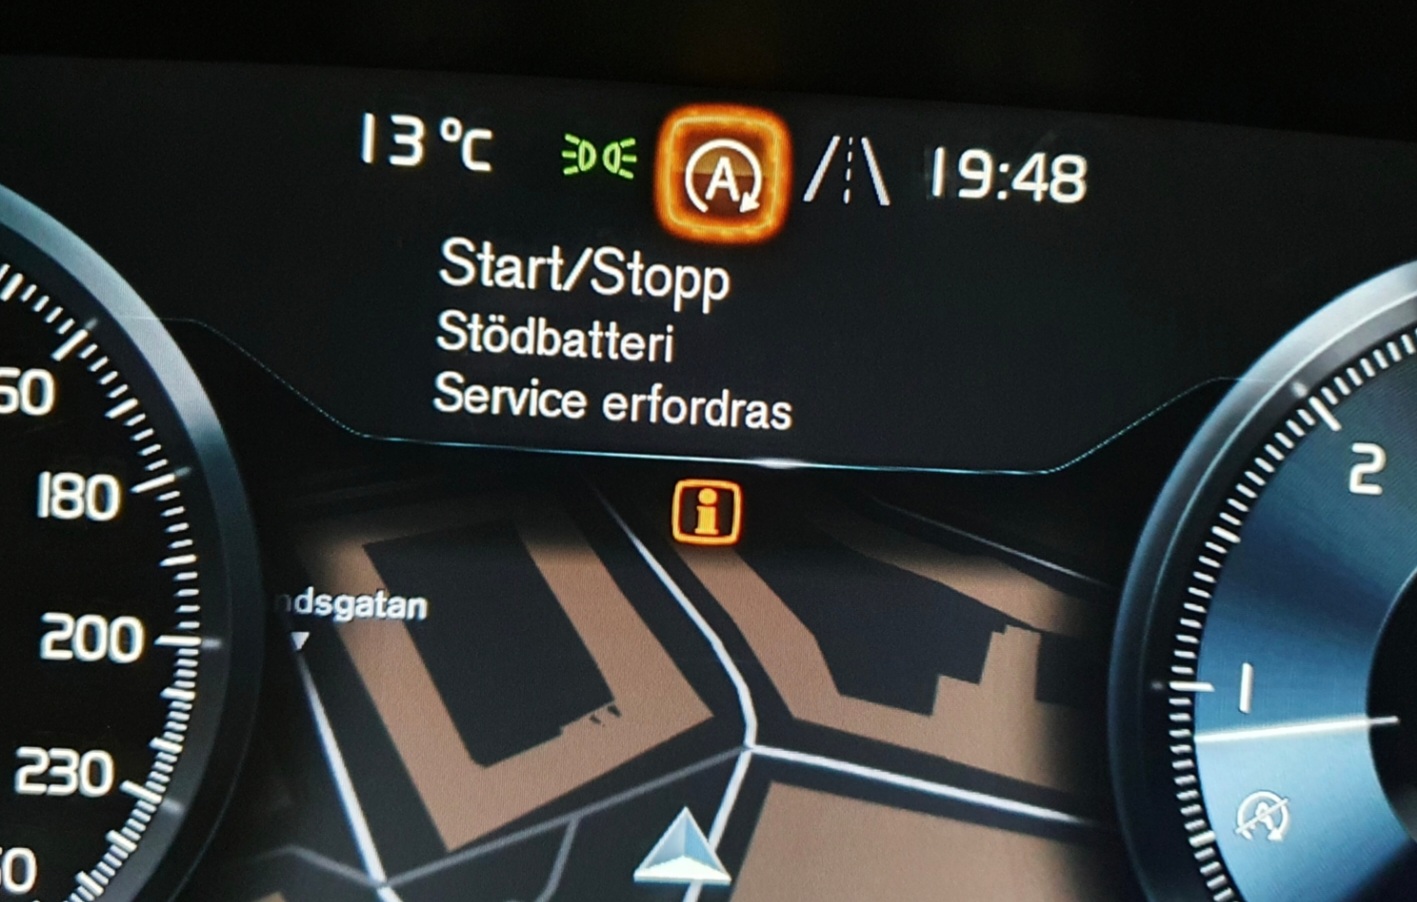 13 °C A 19:48
Start/Stopp
Stödbatteri
Service erfordras
i
180
200
230
ndsgatan
2
1
A